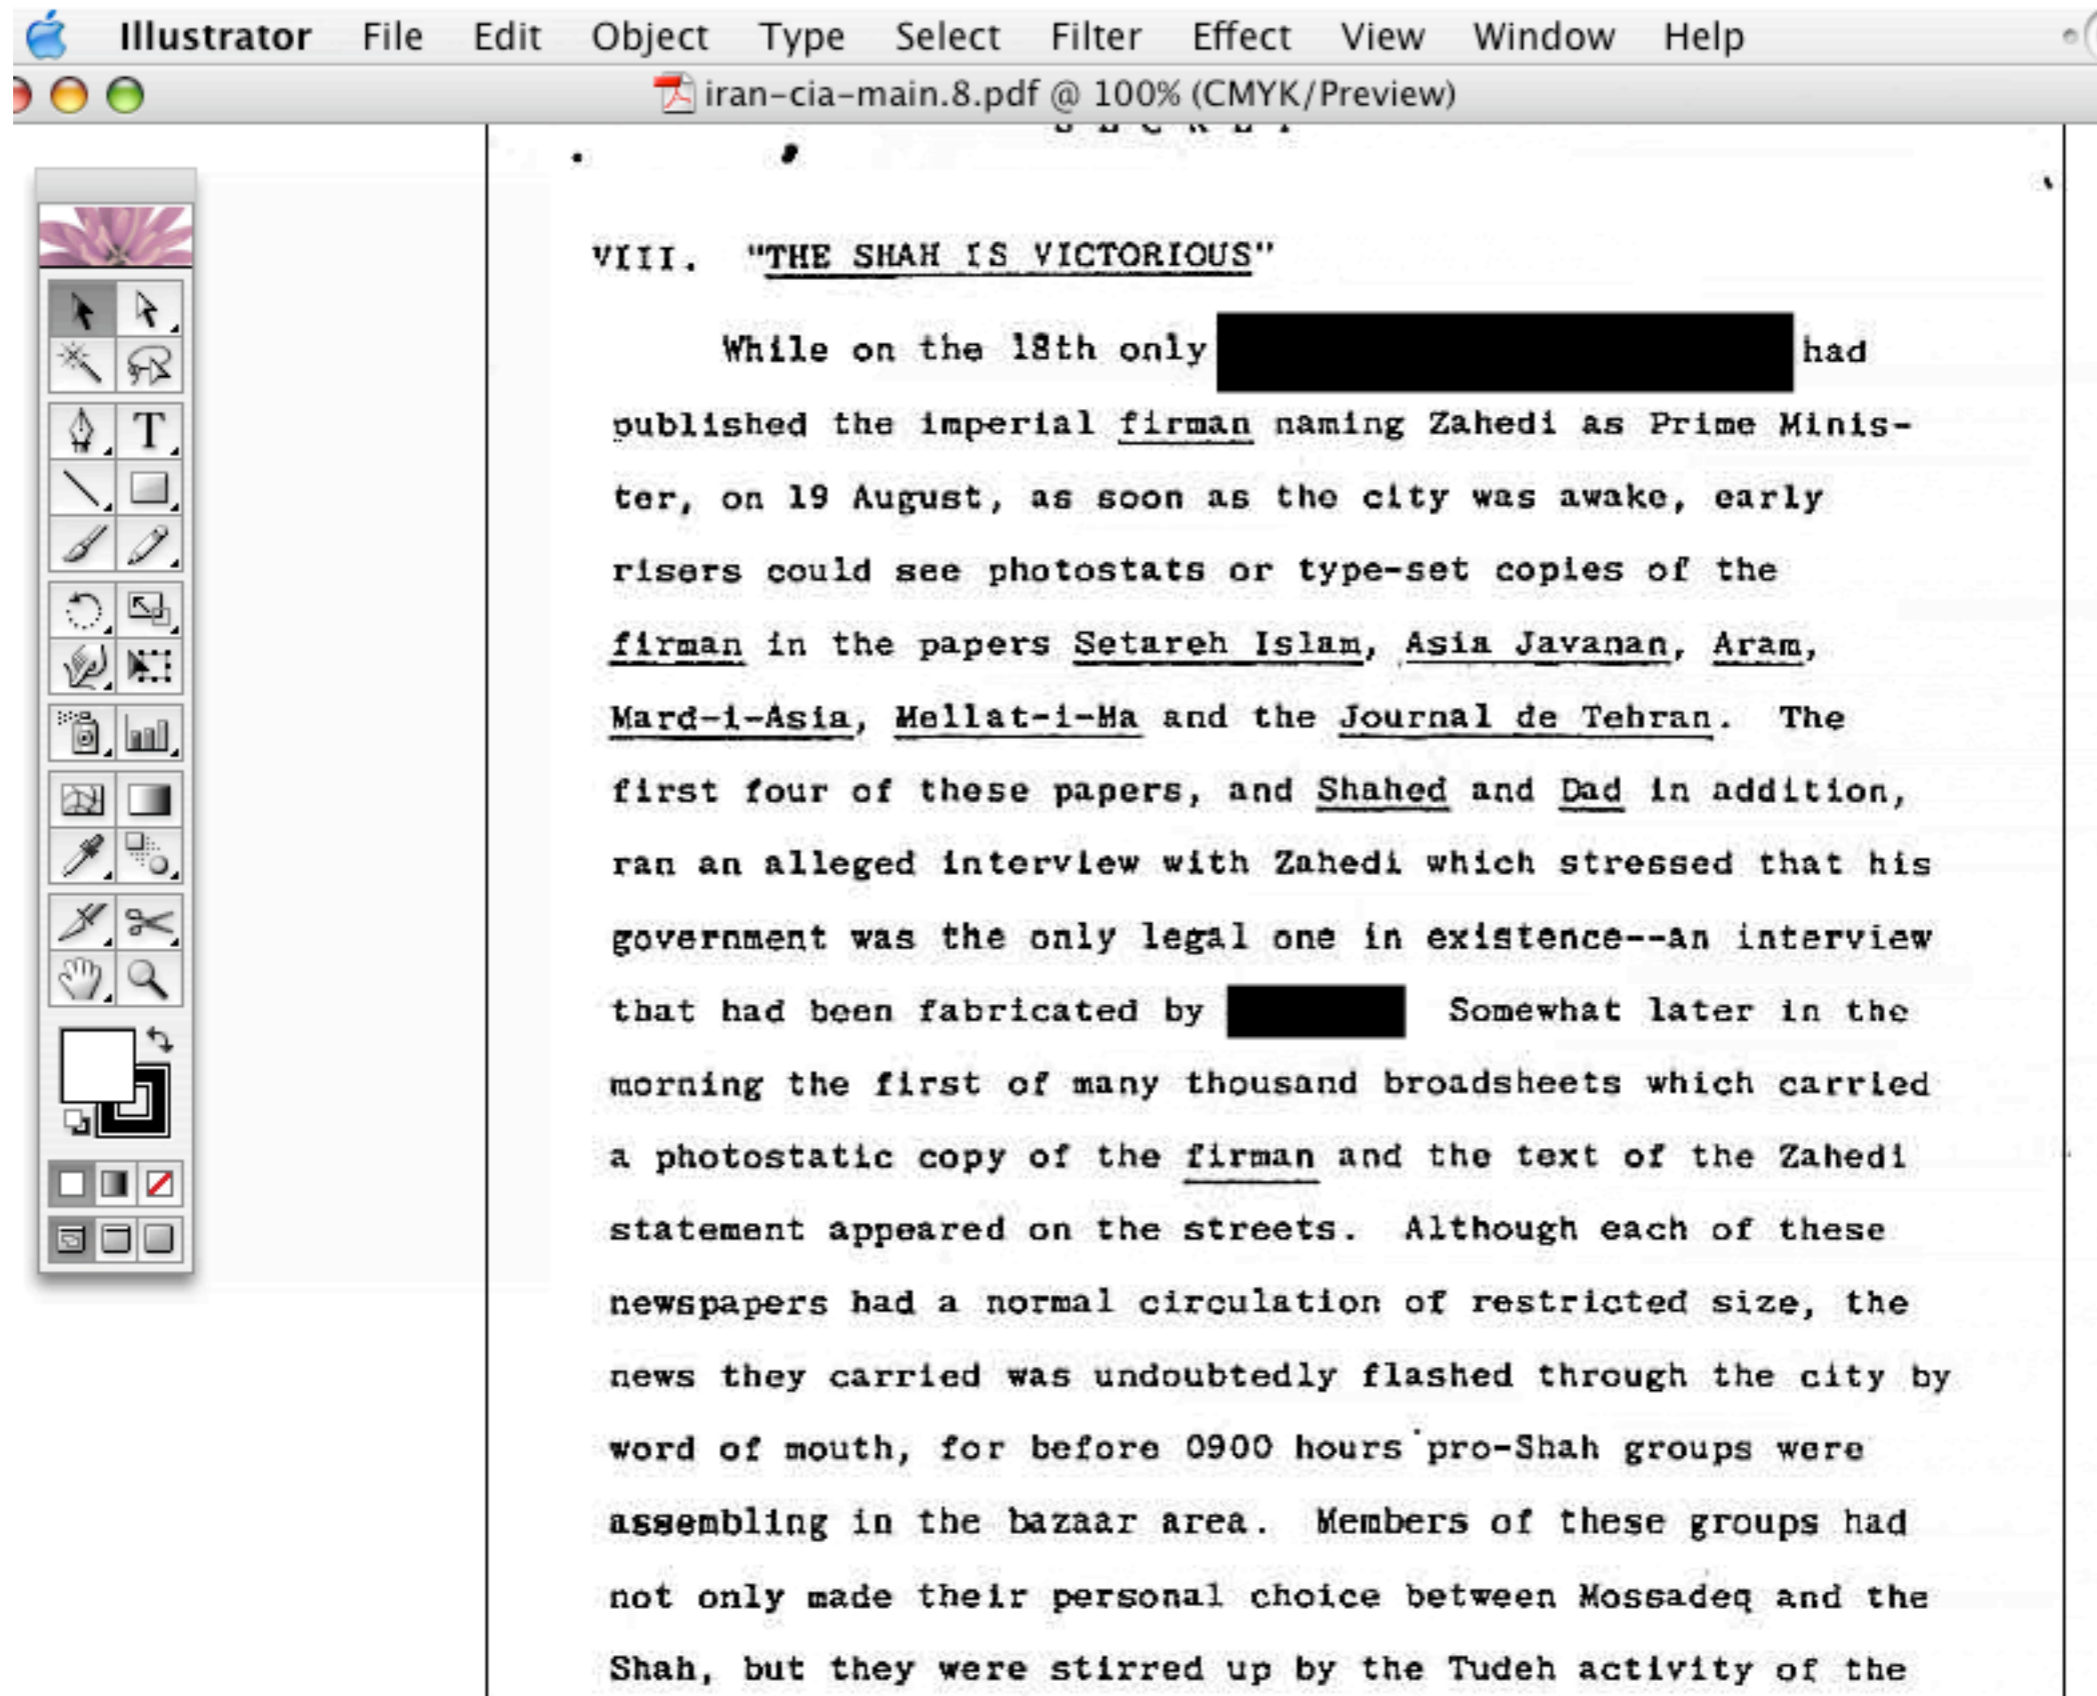 Illustrator File Edit Object Type Select Filter Effect View Window Help
iran-cia-main.8.pdf @ 100% (CMYK/Preview)
S E C R E T
VIII. "THE SHAH IS VICTORIOUS"
While on the 18th only had
published the imperial firman naming Zahedi as Prime Minis-
ter, on 19 August, as soon as the city was awake, early
risers could see photostats or type-set copies of the
firman in the papers Setareh Islam, Asia Javanan, Aram,
Mard-i-Asia, Mellat-i-Ma and the Journal de Tehran. The
first four of these papers, and Shahed and Dad in addition,
ran an alleged interview with Zahedi which stressed that his
government was the only legal one in existence--an interview
that had been fabricated by Somewhat later in the
morning the first of many thousand broadsheets which carried
a photostatic copy of the firman and the text of the Zahedi
statement appeared on the streets. Although each of these
newspapers had a normal circulation of restricted size, the
news they carried was undoubtedly flashed through the city by
word of mouth, for before 0900 hours pro-Shah groups were
assembling in the bazaar area. Members of these groups had
not only made their personal choice between Mossadeq and the
Shah, but they were stirred up by the Tudeh activity of the